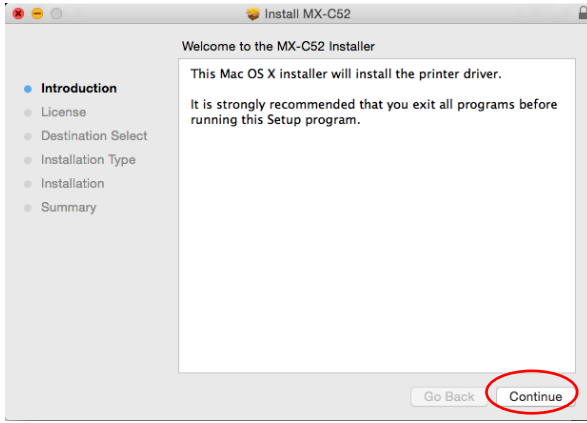 Install MX-C52
Welcome to the MX-C52 Installer
Introduction
License
Destination Select
Installation Type
Installation
Summary
This Mac OS X installer will install the printer driver.
It is strongly recommended that you exit all programs before
running this Setup program.
Go Back
Continue